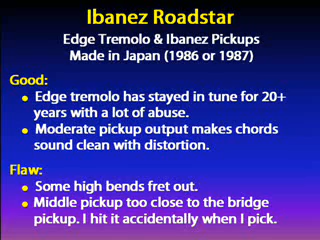 Ibanez Roadstar
Edge Tremolo & Ibanez Pickups
Made in Japan (1986 or 1987)
Good:
• Edge tremolo has stayed in tune for 20+
years with a lot of abuse.
• Moderate pickup output makes chords
sound clean with distortion.
Flaw:
• Some high bends fret out.
• Middle pickup too close to the bridge
pickup. I hit it accidentally when I pick.